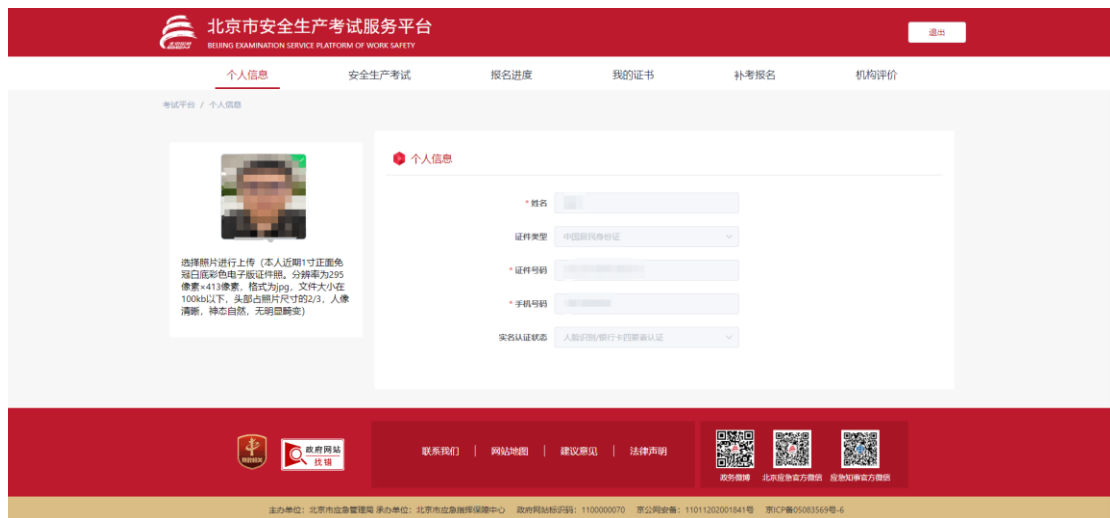 北京市安全生产考试服务平台
BEIJING EXAMINATION SERVICE PLATFORM OF WORK SAFETY
退出
个人信息
安全生产考试
报名进度
我的证书
补考报名
机构评价
考试平台 / 个人信息
选择照片进行上传（本人近期1寸正面免
冠白底彩色电子版证件照。分辨率为295
像素×413像素，格式为jpg，文件大小在
100kb以下，头部占照片尺寸的2/3，人像
清晰，神态自然，无明显畸变）
个人信息
* 姓名
证件类型 中国居民身份证
* 证件号码
* 手机号码
实名认证状态 人脸识别/银行卡四要素认证
政府网站
找错
联系我们 | 网站地图 | 建议意见 | 法律声明
政务微博
北京应急官方微信
应急知事官方微信
主办单位：北京市应急管理局 承办单位：北京市应急指挥保障中心 政府网站标识码：1100000070 京公网安备：11011202001841号 京ICP备05083569号-6